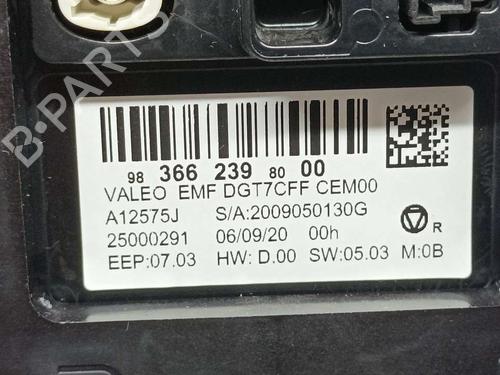 B-PARTS
98 366 239 80 00
VALEO EMF DGT7CFF CEM00
A12575J S/A:2009050130G
25000291 06/09/20 00h
R
EEP:07.03 HW: D.00 SW:05.03 M:0B